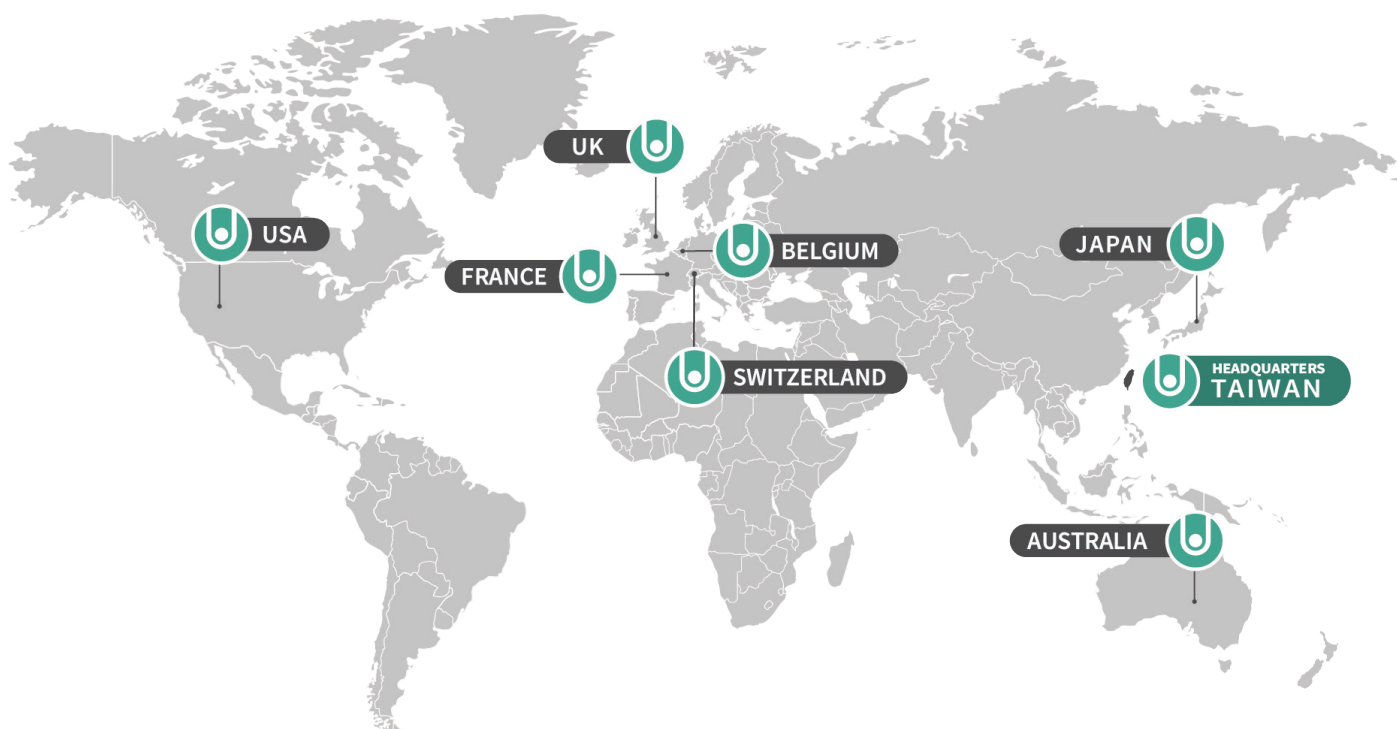 UK
USA
BELGIUM
JAPAN
FRANCE
SWITZERLAND
HEADQUARTERS
TAIWAN
AUSTRALIA